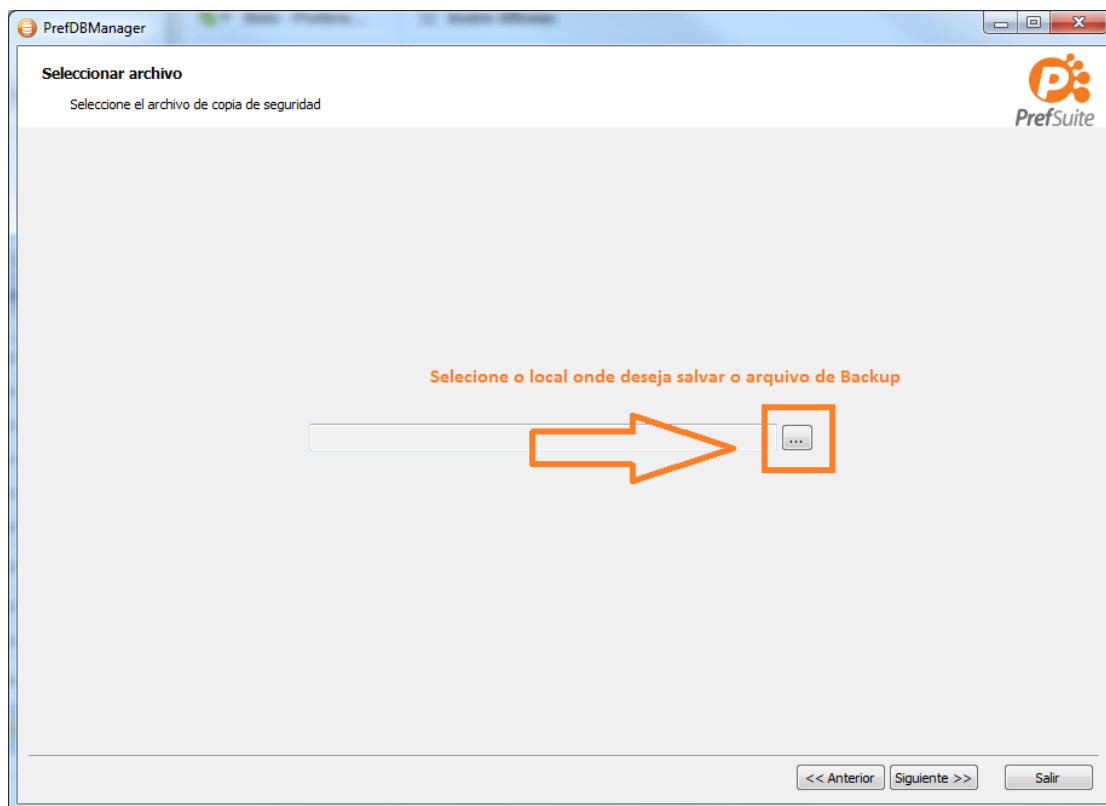 PrefDBManager
Seleccionar archivo
Seleccione el archivo de copia de seguridad
PrefSuite
Selecione o local onde deseja salvar o arquivo de Backup
...
<< Anterior
Siguiente >>
Salir